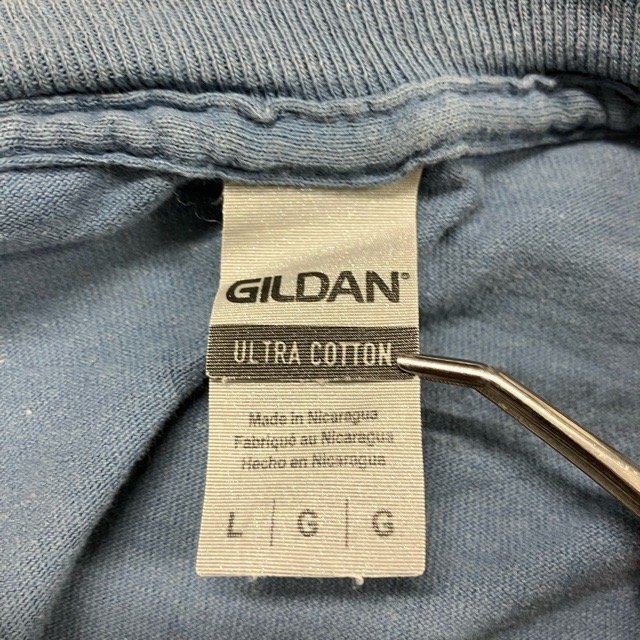 GILDAN®
ULTRA COTTON
Made in Nicaragua
Fabriqué au Nicaragua
Hecho en Nicaragua
L | G | G